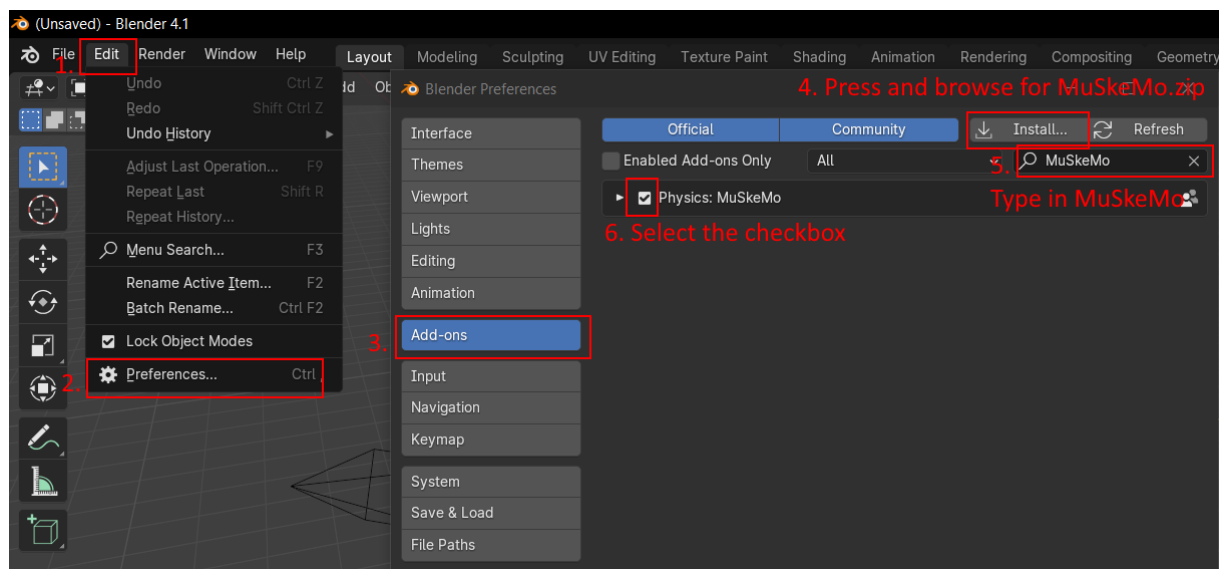 (Unsaved) - Blender 4.1
File Edit Render Window Help Layout Modeling Sculpting UV Editing Texture Paint Shading Animation Rendering Compositing Geometry
1.
Undo Ctrl Z
Redo Shift Ctrl Z
Undo History
Adjust Last Operation... F9
Repeat Last Shift R
Repeat History...
Menu Search... F3
Rename Active Item... F2
Batch Rename... Ctrl F2
Lock Object Modes
2. Preferences... Ctrl ,
dd Ob
Blender Preferences
4. Press and browse for MuSkeMo.zip
Interface
Themes
Viewport
Lights
Editing
Animation
3. Add-ons
Input
Navigation
Keymap
System
Save & Load
File Paths
Official Community Install... Refresh
Enabled Add-ons Only All 5. MuSkeMo
Physics: MuSkeMo Type in MuSkeMo
6. Select the checkbox